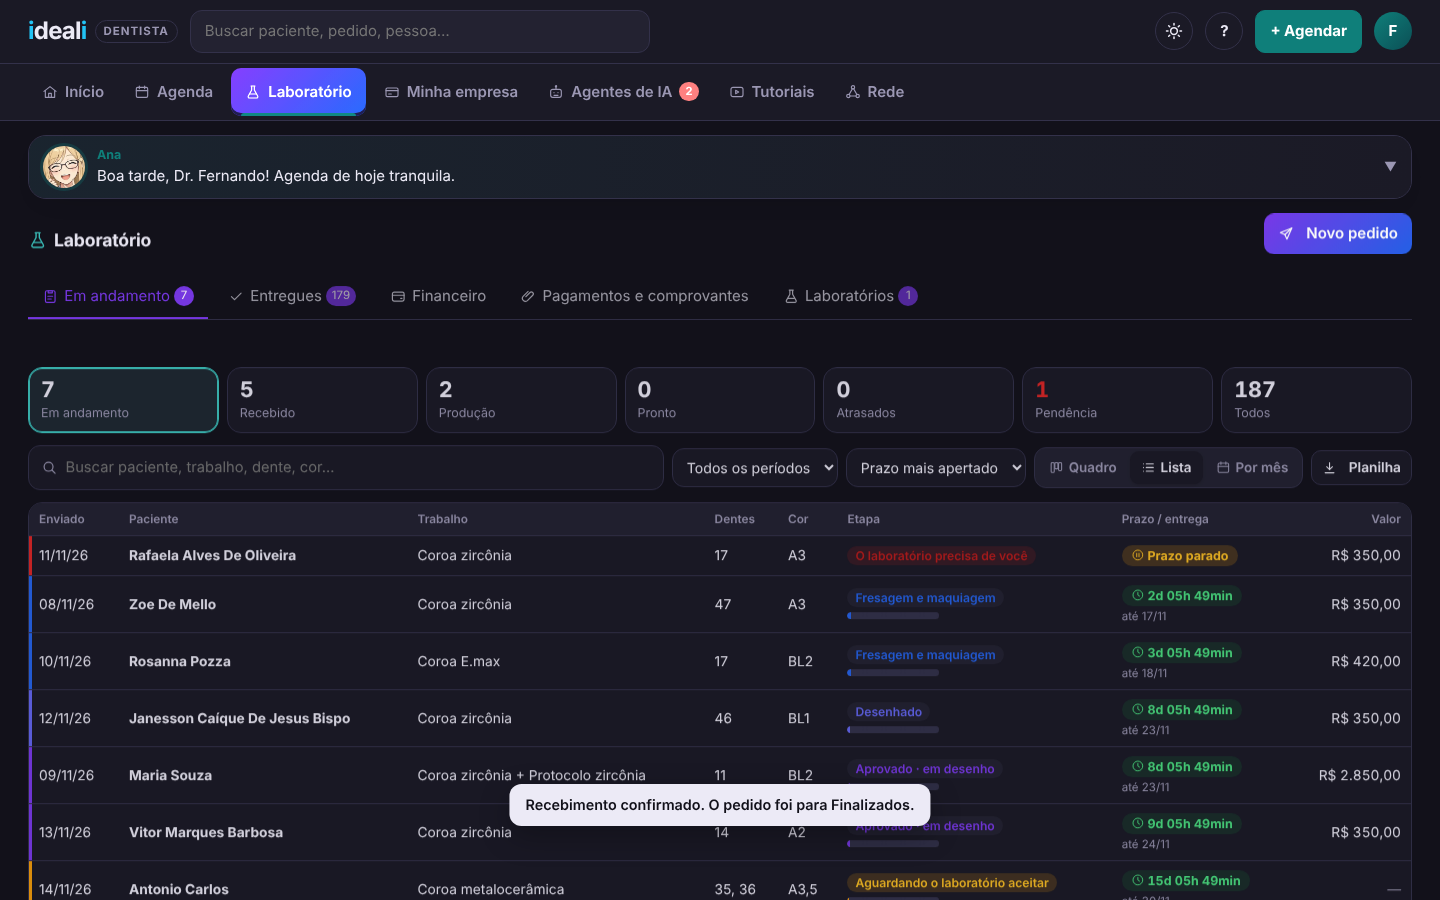 ideali DENTISTA Buscar paciente, pedido, pessoa... ? + Agendar F
Início Agenda Laboratório Minha empresa Agentes de IA 2 Tutoriais Rede
Ana
Boa tarde, Dr. Fernando! Agenda de hoje tranquila.
Laboratório Novo pedido
Em andamento 7 Entregues 179 Financeiro Pagamentos e comprovantes Laboratórios 1
7 5 2 0 0 1 187
Em andamento Recebido Produção Pronto Atrasados Pendência Todos
Buscar paciente, trabalho, dente, cor... Todos os períodos Prazo mais apertado Quadro Lista Por mês Planilha
Enviado Paciente Trabalho Dentes Cor Etapa Prazo / entrega Valor
11/11/26 Rafaela Alves De Oliveira Coroa zircônia 17 A3 O laboratório precisa de você Prazo parado R$ 350,00
08/11/26 Zoe De Mello Coroa zircônia 47 A3 Fresagem e maquiagem 2d 05h 49min R$ 350,00
até 17/11
10/11/26 Rosanna Pozza Coroa E.max 17 BL2 Fresagem e maquiagem 3d 05h 49min R$ 420,00
até 18/11
12/11/26 Janesson Caíque De Jesus Bispo Coroa zircônia 46 BL1 Desenhado 8d 05h 49min R$ 350,00
até 23/11
09/11/26 Maria Souza Coroa zircônia + Protocolo zircônia 11 BL2 Aprovado · em desenho 8d 05h 49min R$ 2.850,00
até 23/11
Recebimento confirmado. O pedido foi para Finalizados.
13/11/26 Vitor Marques Barbosa Coroa zircônia 14 A2 Aprovado · em desenho 9d 05h 49min R$ 350,00
até 24/11
14/11/26 Antonio Carlos Coroa metalocerâmica 35, 36 A3,5 Aguardando o laboratório aceitar 15d 05h 49min —